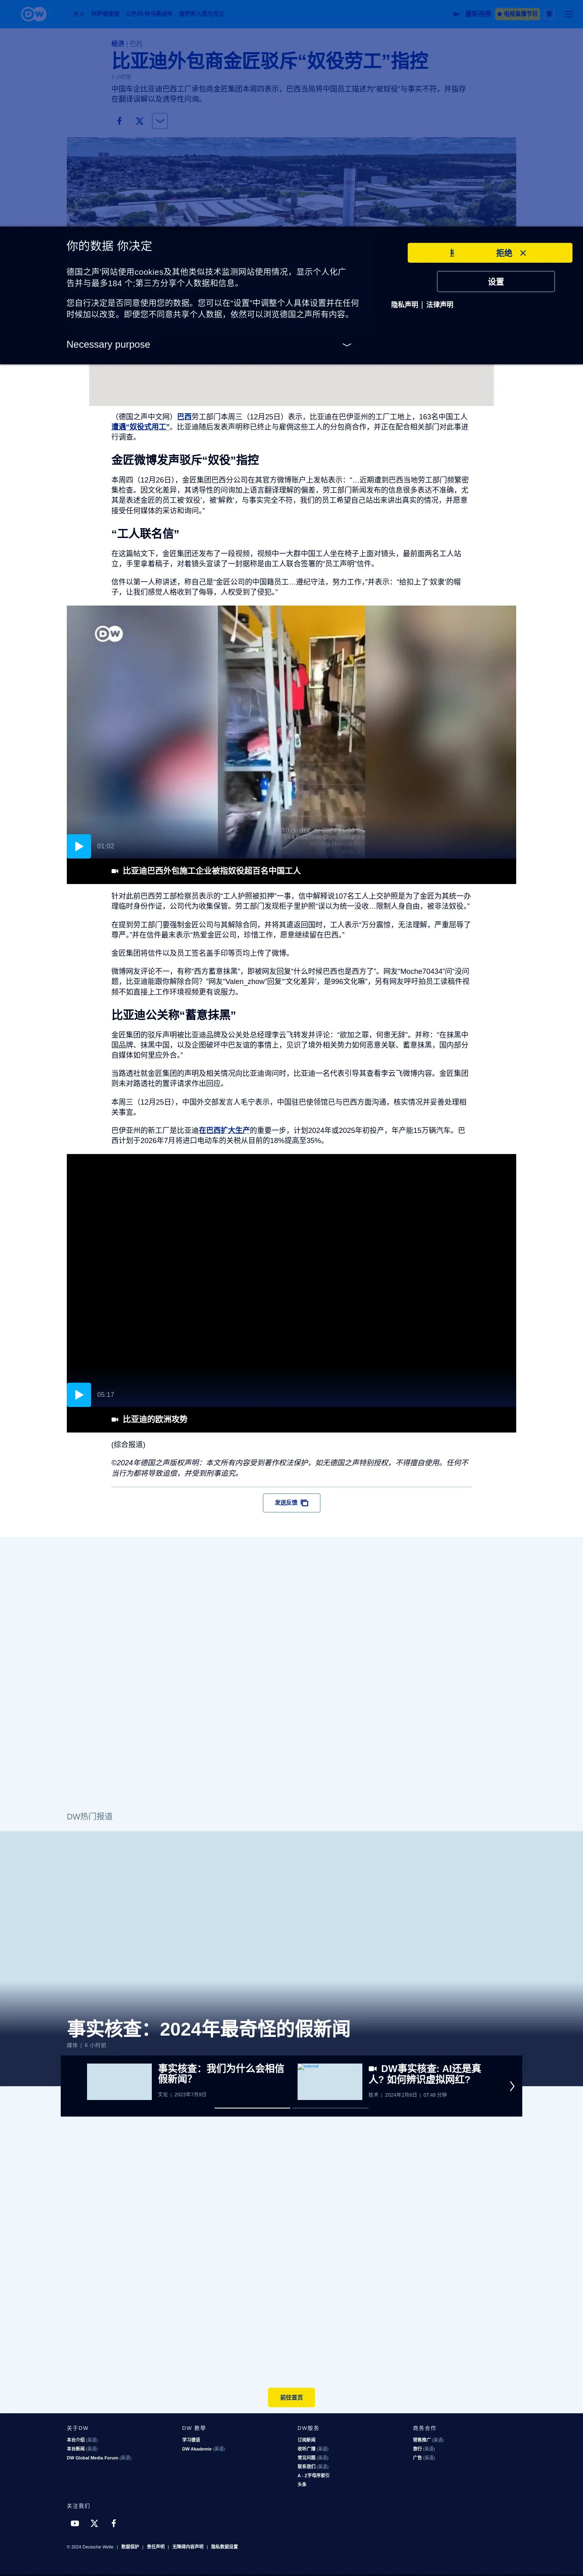 DW
最新视频
电视直播节目
经济 | 巴西
比亚迪外包商金匠驳斥“奴役劳工”指控
3 小时前
中国车企比亚迪巴西工厂承包商金匠集团本周四表示，巴西当局将中国员工描述为“被奴役”与事实不符，并指存
在翻译误解以及诱导性问询。
你的数据 你决定
德国之声'网站使用cookies及其他类似技术监测网站使用情况，显示个人化广
告并与最多184 个;第三方分享个人数据和信息。
您自行决定是否同意使用您的数据。您可以在“设置”中调整个人具体设置并在任何
时候加以改变。即便您不同意共享个人数据，依然可以浏览德国之声所有内容。
Necessary purpose
拒绝
设置
隐私声明 | 法律声明
（德国之声中文网）巴西劳工部门本周三（12月25日）表示，比亚迪在巴伊亚州的工厂工地上，163名中国工人
遭遇“奴役式用工”。比亚迪随后发表声明称已终止与雇佣这些工人的分包商合作，并正在配合相关部门对此事进
行调查。
金匠微博发声驳斥“奴役”指控
本周四（12月26日），金匠集团巴西分公司在其官方微博账户上发帖表示：“…近期遭到巴西当地劳工部门频繁密
集检查。因文化差异，其诱导性的问询加上语言翻译理解的偏差，劳工部门新闻发布的信息很多表达不准确，尤
其是表述金匠的员工被‘奴役’，被‘解救’，与事实完全不符，我们的员工希望自己站出来讲出真实的情况，并愿意
接受任何媒体的采访和询问。”
“工人联名信”
在这篇帖文下，金匠集团还发布了一段视频，视频中一大群中国工人坐在椅子上面对镜头，最前面两名工人站
立，手里拿着稿子，对着镜头宣读了一封据称是由工人联合签署的“员工声明”信件。
信件以第一人称讲述，称自己是“金匠公司的中国籍员工…遵纪守法，努力工作，”并表示：“给扣上了‘奴隶’的帽
子，让我们感觉人格收到了侮辱，人权受到了侵犯。”
DW
01:02
比亚迪巴西外包施工企业被指奴役超百名中国工人
针对此前巴西劳工部检察员表示的“工人护照被扣押”一事，信中解释说107名工人上交护照是为了金匠为其统一办
理临时身份作证，公司代为收集保管。劳工部门发现柜子里护照“误以为统一没收…限制人身自由，被非法奴役。”
在提到劳工部门要强制金匠公司与其解除合同，并将其遣返回国时，工人表示“万分震惊，无法理解，严重屈辱了
尊严。”并在信件最末表示“热爱金匠公司，珍惜工作，愿意继续留在巴西。”
金匠集团将信件以及员工签名盖手印等页均上传了微博。
微博网友评论不一，有称“西方蓄意抹黑”，即被网友回复“什么时候巴西也是西方了”。网友“Moche70434”问“没问
题，比亚迪能跟你解除合同？”网友”Valen_zhow”回复“‘文化差异’，是996文化嘛”，另有网友呼吁拍员工读稿件视
频不如直接上工作环境视频更有说服力。
比亚迪公关称“蓄意抹黑”
金匠集团的驳斥声明被比亚迪品牌及公关处总经理李云飞转发并评论：“欲加之罪，何患无辞”。并称：“在抹黑中
国品牌、抹黑中国，以及企图破坏中巴友谊的事情上，见识了境外相关势力如何恶意关联、蓄意抹黑，国内部分
自媒体如何里应外合。”
当路透社就金匠集团的声明及相关情况向比亚迪询问时，比亚迪一名代表引导其查看李云飞微博内容。金匠集团
则未对路透社的置评请求作出回应。
本周三（12月25日），中国外交部发言人毛宁表示，中国驻巴使领馆已与巴西方面沟通，核实情况并妥善处理相
关事宜。
巴伊亚州的新工厂是比亚迪在巴西扩大生产的重要一步，计划2024年或2025年初投产，年产能15万辆汽车。巴
西计划于2026年7月将进口电动车的关税从目前的18%提高至35%。
05:17
比亚迪的欧洲攻势
(综合报道)
©2024年德国之声版权声明：本文所有内容受到著作权法保护，如无德国之声特别授权，不得擅自使用。任何不
当行为都将导致追偿，并受到刑事追究。
发送反馈
DW热门报道
事实核查：2024年最奇怪的假新闻
媒体 | 8 小时前
事实核查：我们为什么会相信
假新闻？
文化 | 2023年7月9日
DW事实核查: AI还是真
人? 如何辨识虚拟网红?
技术 | 2024年2月6日 | 07:48 分钟
前往首页
关于DW
本台介绍 (英语)
本台新闻 (英语)
DW Global Media Forum (英语)
DW 教學
学习德语
DW Akademie (英语)
DW服务
订阅新闻
收听广播 (英语)
常见问题 (英语)
联系我们 (英语)
A - Z字母序索引
头条
商务合作
销售推广 (英语)
旅行 (英语)
广告 (英语)
关注我们
© 2024 Deutsche Welle | 数据保护 | 责任声明 | 无障碍内容声明 | 隐私数据设置